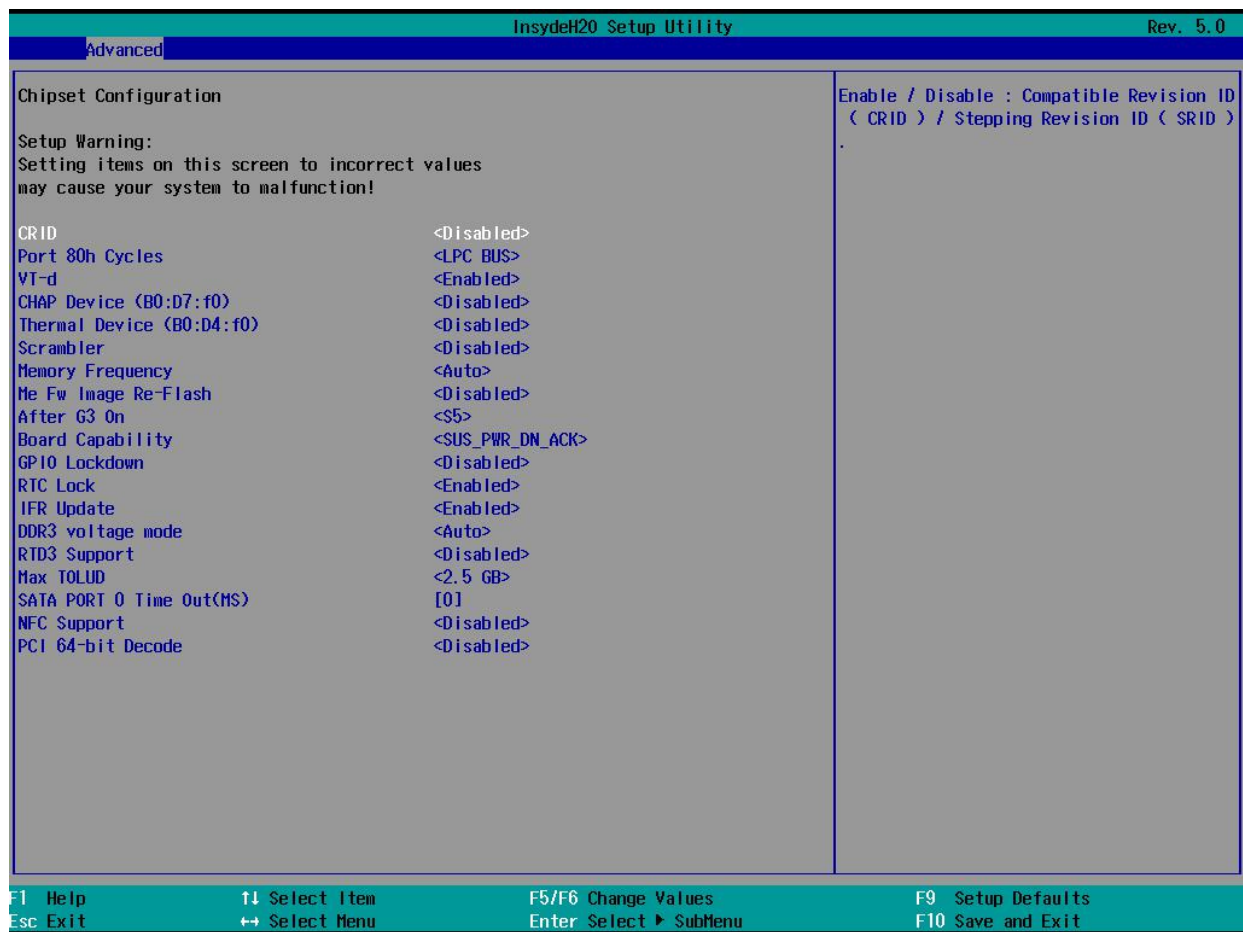 InsydeH20 Setup Utility Rev. 5.0
Advanced
Chipset Configuration
Setup Warning:
Setting items on this screen to incorrect values
may cause your system to malfunction!
CRID <Disabled>
Port 80h Cycles <LPC BUS>
VT-d <Enabled>
CHAP Device (B0:D7:f0) <Disabled>
Thermal Device (B0:D4:f0) <Disabled>
Scrambler <Disabled>
Memory Frequency <Auto>
Me Fw Image Re-Flash <Disabled>
After G3 On <S5>
Board Capability <SUS_PWR_DN_ACK>
GPIO Lockdown <Disabled>
RTC Lock <Enabled>
IFR Update <Enabled>
DDR3 voltage mode <Auto>
RTD3 Support <Disabled>
Max TOLUD <2.5 GB>
SATA PORT 0 Time Out(MS) [0]
NFC Support <Disabled>
PCI 64-bit Decode <Disabled>
Enable / Disable : Compatible Revision ID
( CRID ) / Stepping Revision ID ( SRID )
.
F1 Help ↑↓ Select Item F5/F6 Change Values F9 Setup Defaults
Esc Exit ↔ Select Menu Enter Select ▶ SubMenu F10 Save and Exit